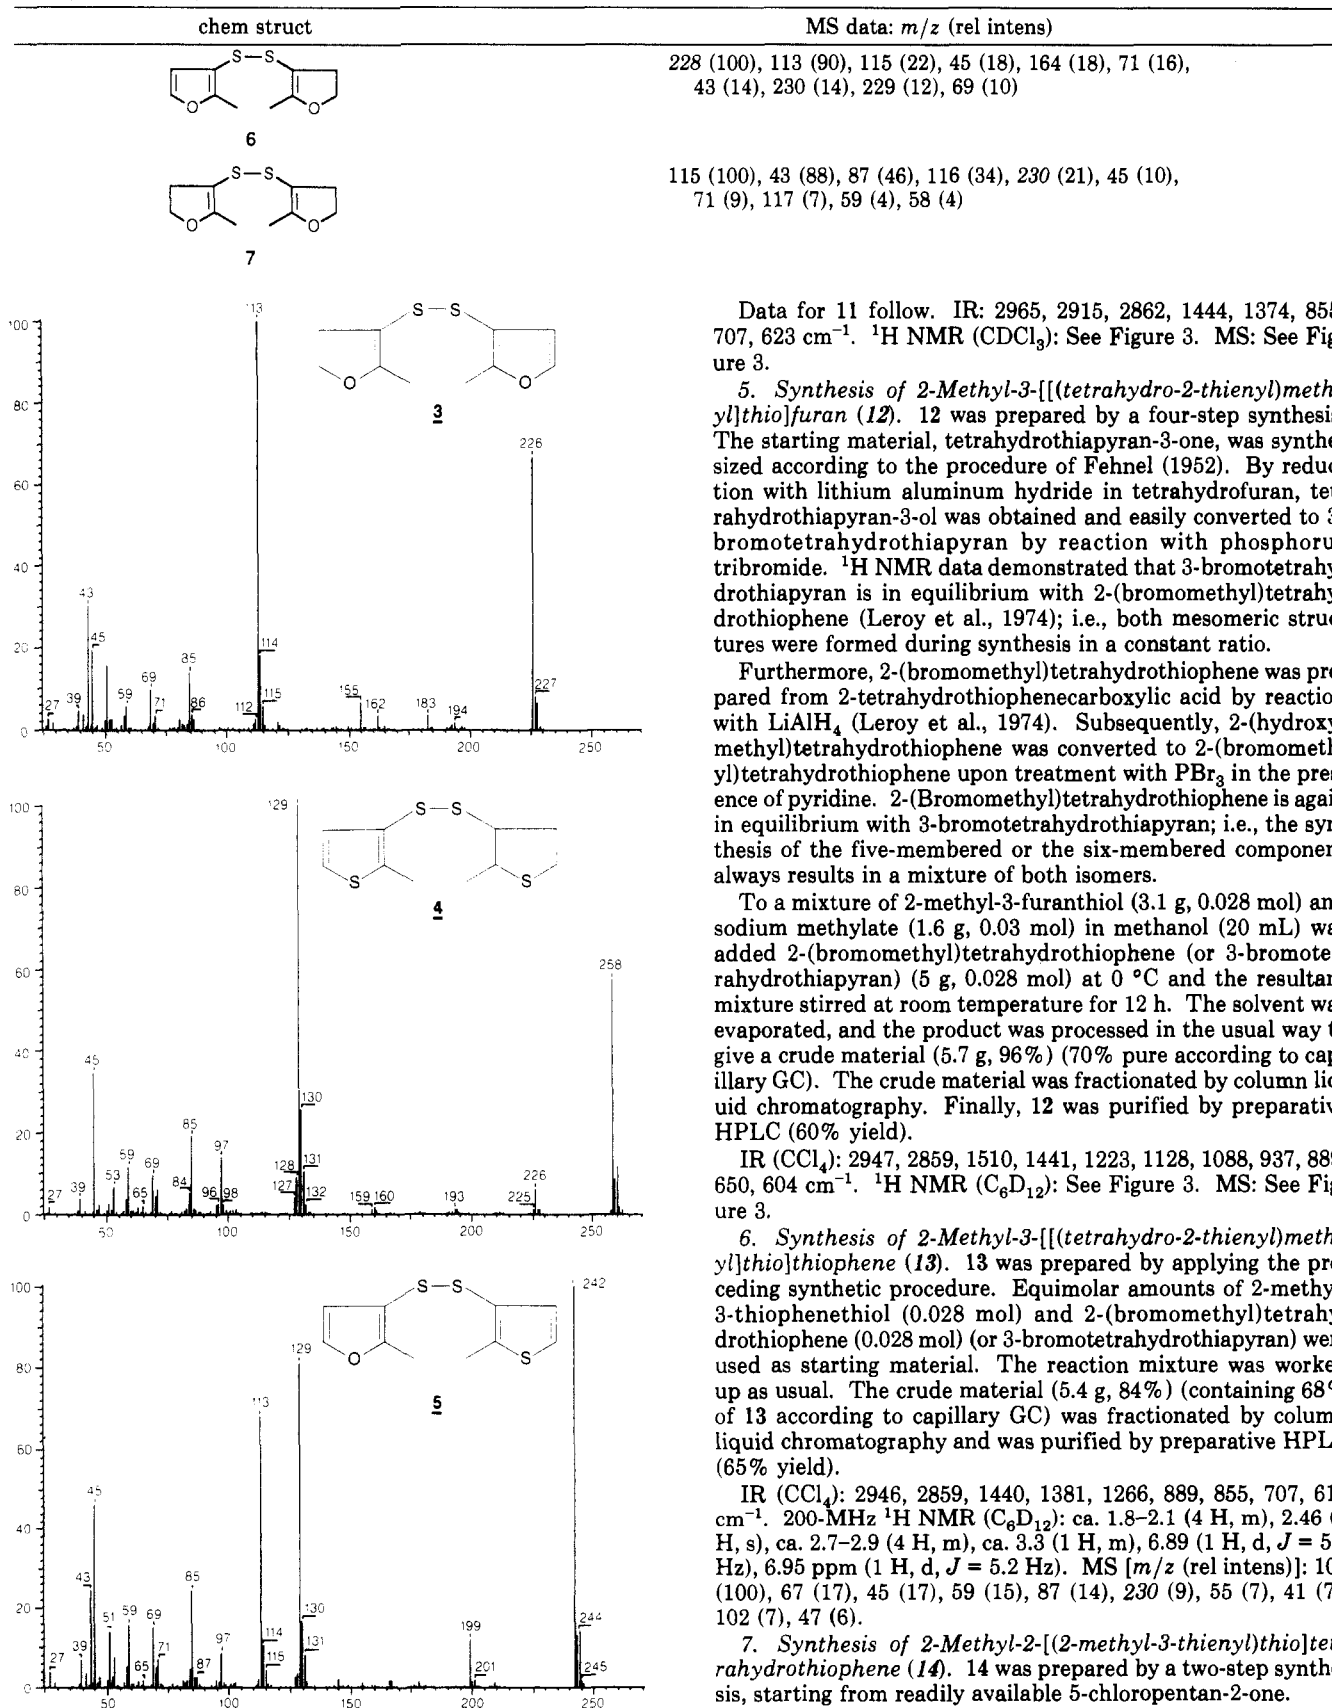 chem struct MS data: m/z (rel intens)
S S
O O
6
228 (100), 113 (90), 115 (22), 45 (18), 164 (18), 71 (16),
43 (14), 230 (14), 229 (12), 69 (10)
S S
O O
7
115 (100), 43 (88), 87 (46), 116 (34), 230 (21), 45 (10),
71 (9), 117 (7), 59 (4), 58 (4)
100
80
60
40
20
0
50 100 150 200 250
S S
O O
3
27 39 43 45 59 69 71 85 86 112 114 115 155 162 183 194 226 227
100
80
60
40
20
0
50 100 150 200 250
S S
S S
4
27 39 45 53 59 65 69 84 85 96 97 98 127 128 130 131 132 159 160 193 225 226 258
100
80
60
40
20
0
50 100 150 200 250
S S
O S
5
27 39 43 45 51 59 65 69 71 85 87 97 114 115 129 130 131 199 201 242 244 245
Data for 11 follow. IR: 2965, 2915, 2862, 1444, 1374,
707, 623 cm⁻¹. ¹H NMR (CDCl₃): See Figure 3. MS: See Fig
ure 3.
5. Synthesis of 2-Methyl-3-[[(tetrahydro-2-thienyl)meth
yl]thio]furan (12). 12 was prepared by a four-step synthesis
The starting material, tetrahydrothiapyran-3-one, was synthe
sized according to the procedure of Fehnel (1952). By reduc
tion with lithium aluminum hydride in tetrahydrofuran, tet
rahydrothiapyran-3-ol was obtained and easily converted to 3
bromotetrahydrothiapyran by reaction with phosphoru
tribromide. ¹H NMR data demonstrated that 3-bromotetrahy
drothiapyran is in equilibrium with 2-(bromomethyl)tetrahy
drothiophene (Leroy et al., 1974); i.e., both mesomeric struc
tures were formed during synthesis in a constant ratio.
Furthermore, 2-(bromomethyl)tetrahydrothiophene was pre
pared from 2-tetrahydrothiophenecarboxylic acid by reaction
with LiAlH₄ (Leroy et al., 1974). Subsequently, 2-(hydroxy
methyl)tetrahydrothiophene was converted to 2-(bromometh
yl)tetrahydrothiophene upon treatment with PBr₃ in the pres
ence of pyridine. 2-(Bromomethyl)tetrahydrothiophene is agai
in equilibrium with 3-bromotetrahydrothiapyran; i.e., the syn
thesis of the five-membered or the six-membered componen
always results in a mixture of both isomers.
To a mixture of 2-methyl-3-furanthiol (3.1 g, 0.028 mol) an
sodium methylate (1.6 g, 0.03 mol) in methanol (20 mL) wa
added 2-(bromomethyl)tetrahydrothiophene (or 3-bromote
rahydrothiapyran) (5 g, 0.028 mol) at 0 °C and the resultan
mixture stirred at room temperature for 12 h. The solvent wa
evaporated, and the product was processed in the usual way t
give a crude material (5.7 g, 96%) (70% pure according to cap
illary GC). The crude material was fractionated by column liq
uid chromatography. Finally, 12 was purified by preparativ
HPLC (60% yield).
IR (CCl₄): 2947, 2859, 1510, 1441, 1223, 1128, 1088, 937,
650, 604 cm⁻¹. ¹H NMR (C₆D₁₂): See Figure 3. MS: See Fig
ure 3.
6. Synthesis of 2-Methyl-3-[[(tetrahydro-2-thienyl)meth
yl]thio]thiophene (13). 13 was prepared by applying the pre
ceding synthetic procedure. Equimolar amounts of 2-methy
3-thiophenethiol (0.028 mol) and 2-(bromomethyl)tetrahy
drothiophene (0.028 mol) (or 3-bromotetrahydrothiapyran) wer
used as starting material. The reaction mixture was worke
up as usual. The crude material (5.4 g, 84%) (containing 68%
of 13 according to capillary GC) was fractionated by colum
liquid chromatography and was purified by preparative HPL
(65% yield).
IR (CCl₄): 2946, 2859, 1440, 1381, 1266, 889, 855, 707,
cm⁻¹. 200-MHz ¹H NMR (C₆D₁₂): ca. 1.8–2.1 (4 H, m), 2.46 (
H, s), ca. 2.7–2.9 (4 H, m), ca. 3.3 (1 H, m), 6.89 (1 H, d, J = 5
Hz), 6.95 ppm (1 H, d, J = 5.2 Hz). MS [m/z (rel intens)]:
(100), 67 (17), 45 (17), 59 (15), 87 (14), 230 (9), 55 (7), 41 (7
102 (7), 47 (6).
7. Synthesis of 2-Methyl-2-[(2-methyl-3-thienyl)thio]tet
rahydrothiophene (14). 14 was prepared by a two-step synthe
sis, starting from readily available 5-chloropentan-2-one.